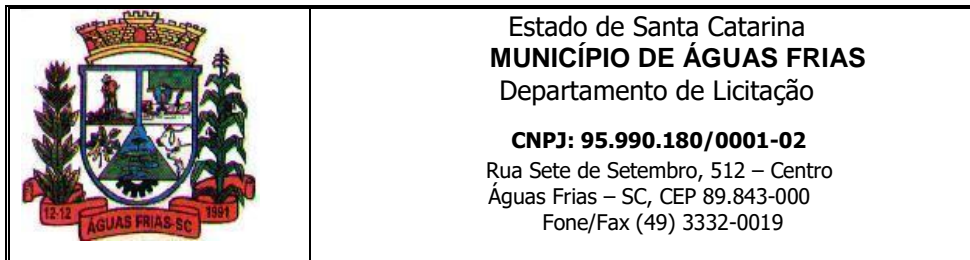 12-12
ÁGUAS FRIAS-SC
1991
Estado de Santa Catarina
MUNICÍPIO DE ÁGUAS FRIAS
Departamento de Licitação
CNPJ: 95.990.180/0001-02
Rua Sete de Setembro, 512 – Centro
Águas Frias – SC, CEP 89.843-000
Fone/Fax (49) 3332-0019